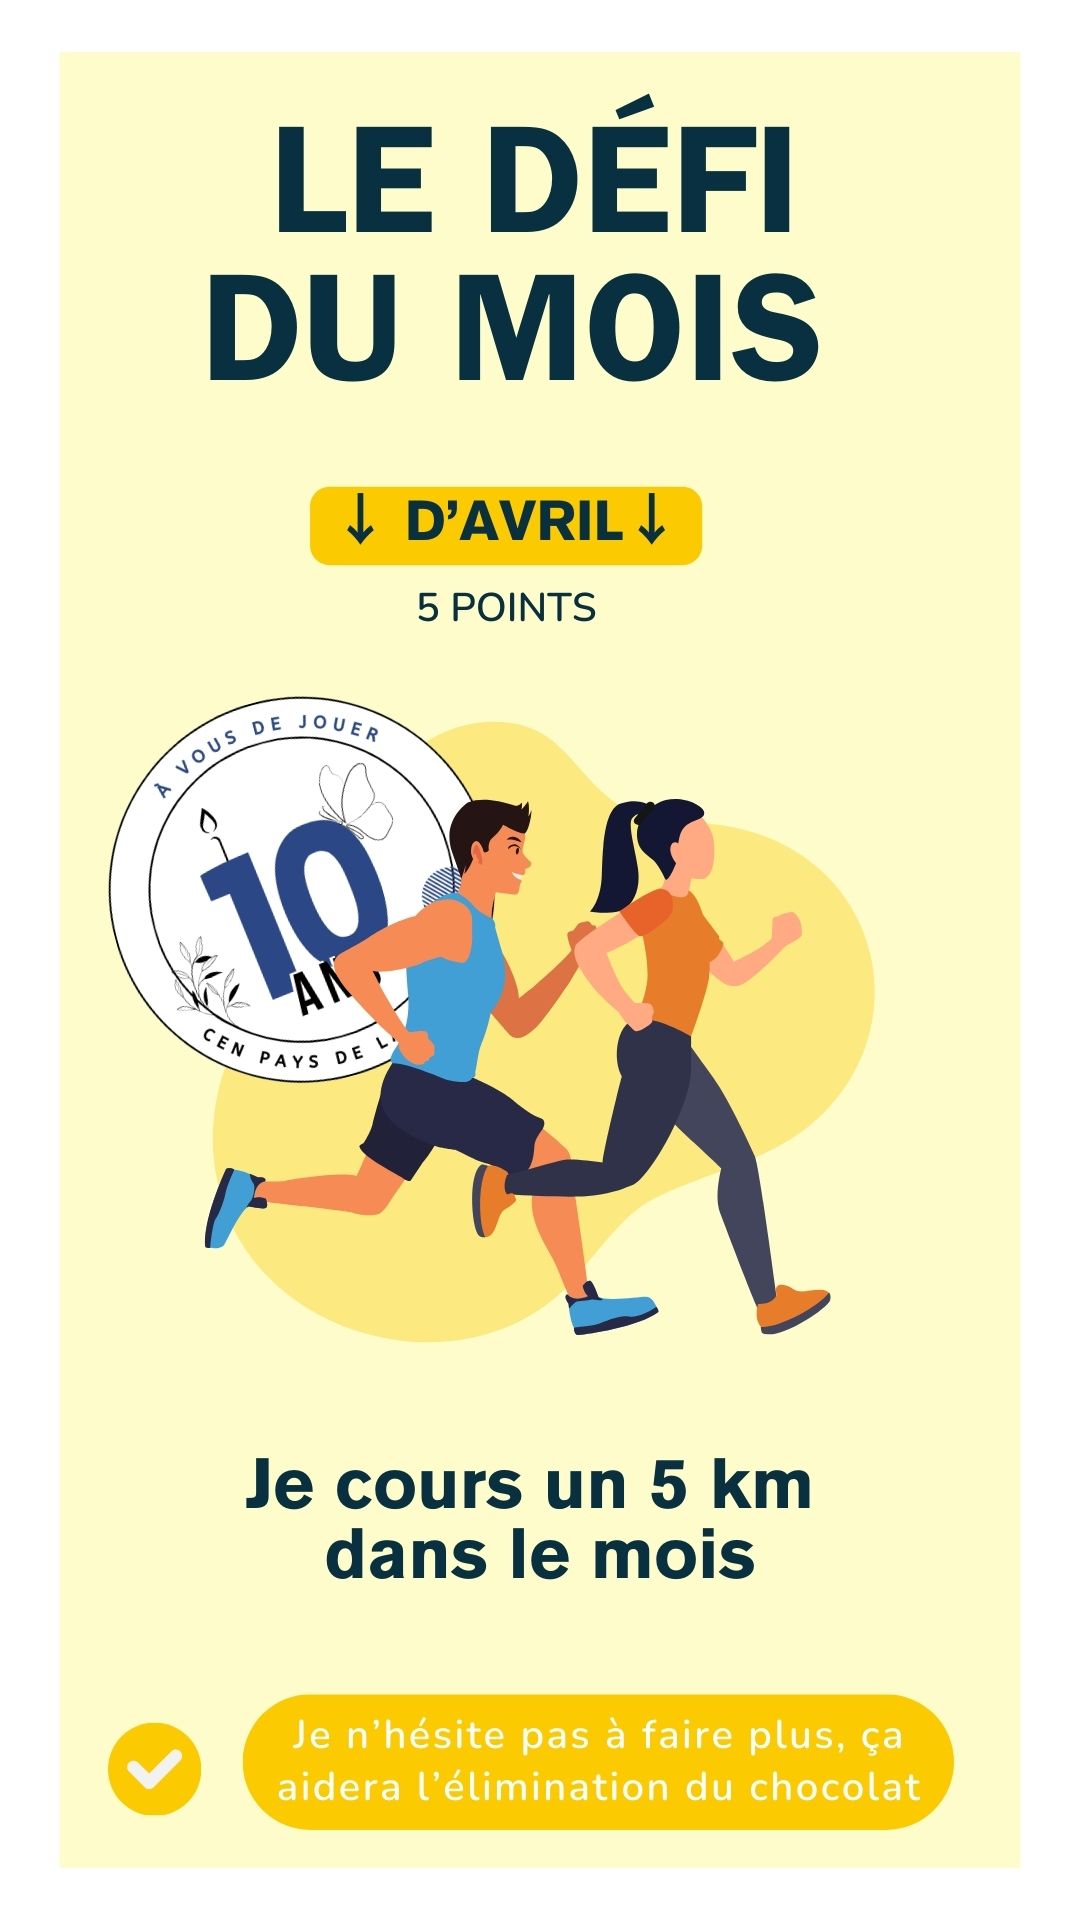 LE DÉFI
DU MOIS
↓ D’AVRIL ↓
5 POINTS
À VOUS DE JOUER
10
ANS
CEN PAYS DE
Je cours un 5 km
dans le mois
Je n’hésite pas à faire plus, ça
aidera l’élimination du chocolat